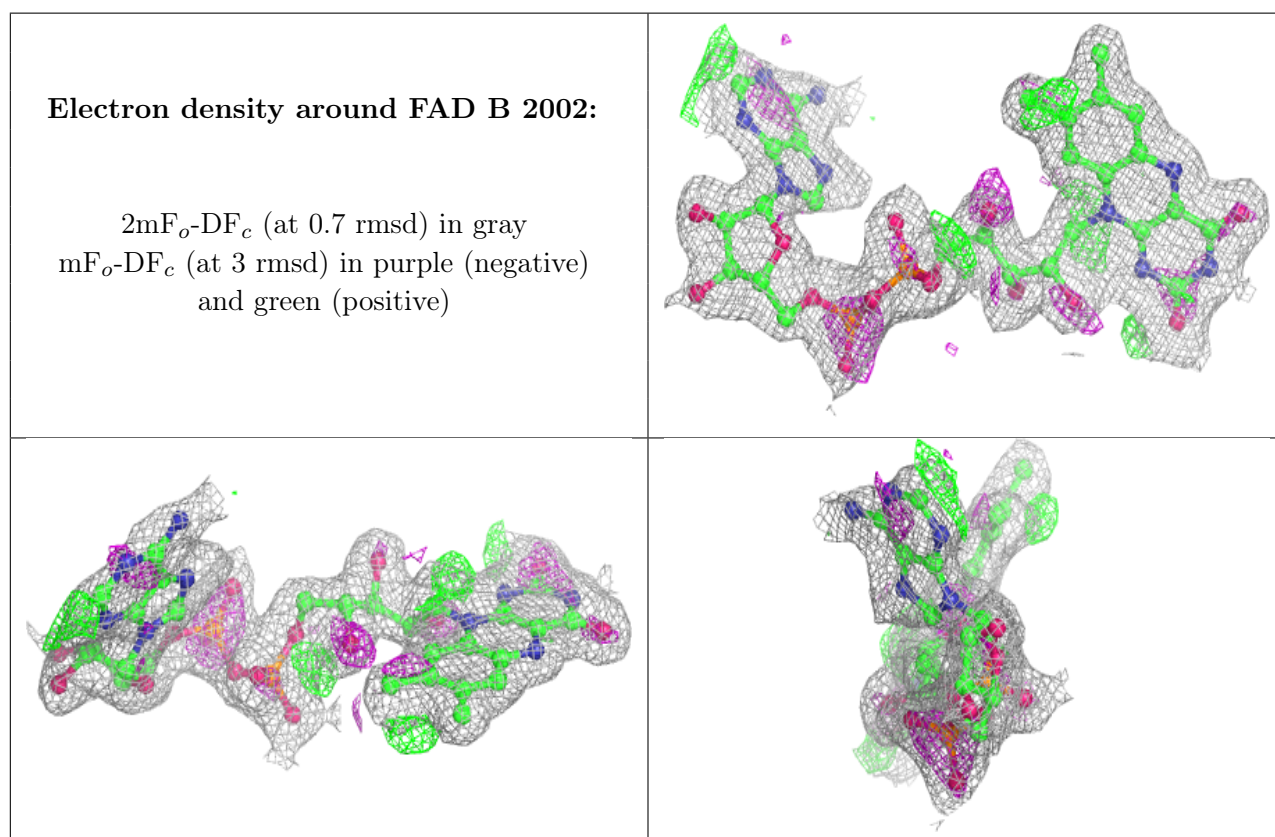 Electron density around FAD B 2002:
2mFo-DFc (at 0.7 rmsd) in gray
mFo-DFc (at 3 rmsd) in purple (negative)
and green (positive)